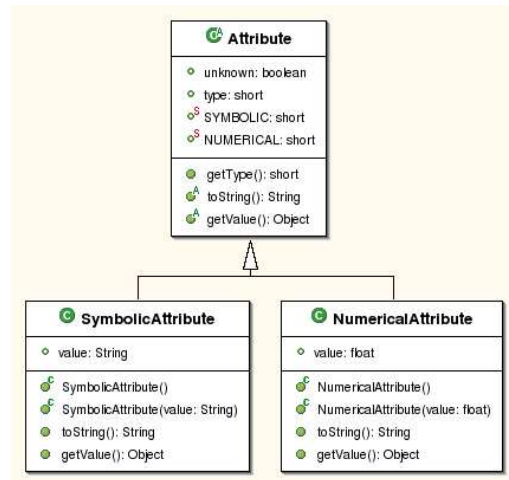 Attribute
unknown: boolean
type: short
SYMBOLIC: short
NUMERICAL: short
getType(): short
toString(): String
getValue(): Object
SymbolicAttribute
value: String
SymbolicAttribute()
SymbolicAttribute(value: String)
toString(): String
getValue(): Object
NumericalAttribute
value: float
NumericalAttribute()
NumericalAttribute(value: float)
toString(): String
getValue(): Object